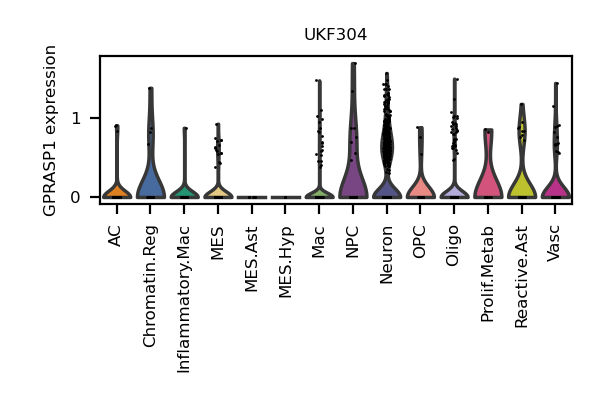 UKF304
GPRASP1 expression
1
0
AC
Chromatin.Reg
Inflammatory.Mac
MES
MES.Ast
MES.Hyp
Mac
NPC
Neuron
OPC
Oligo
Prolif.Metab
Reactive.Ast
Vasc